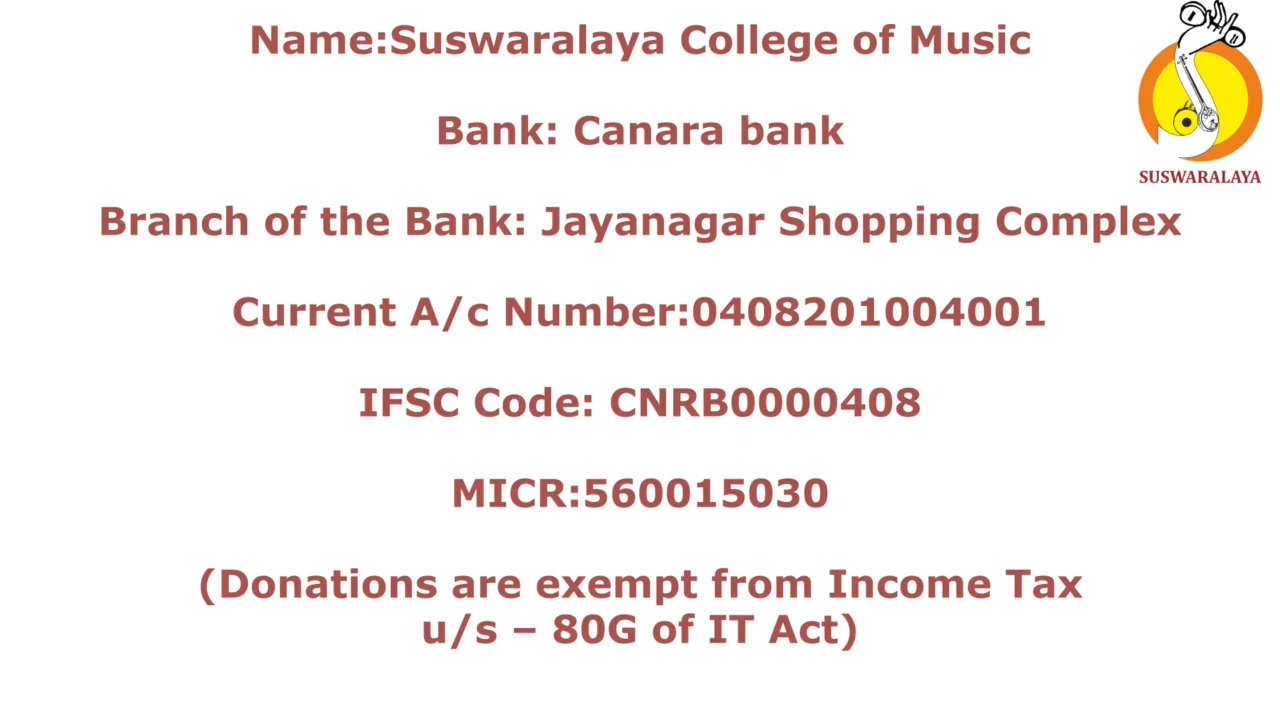 Name:Suswaralaya College of Music
Bank: Canara bank
SUSWARALAYA
Branch of the Bank: Jayanagar Shopping Complex
Current A/c Number:0408201004001
IFSC Code: CNRB0000408
MICR:560015030
(Donations are exempt from Income Tax
u/s – 80G of IT Act)